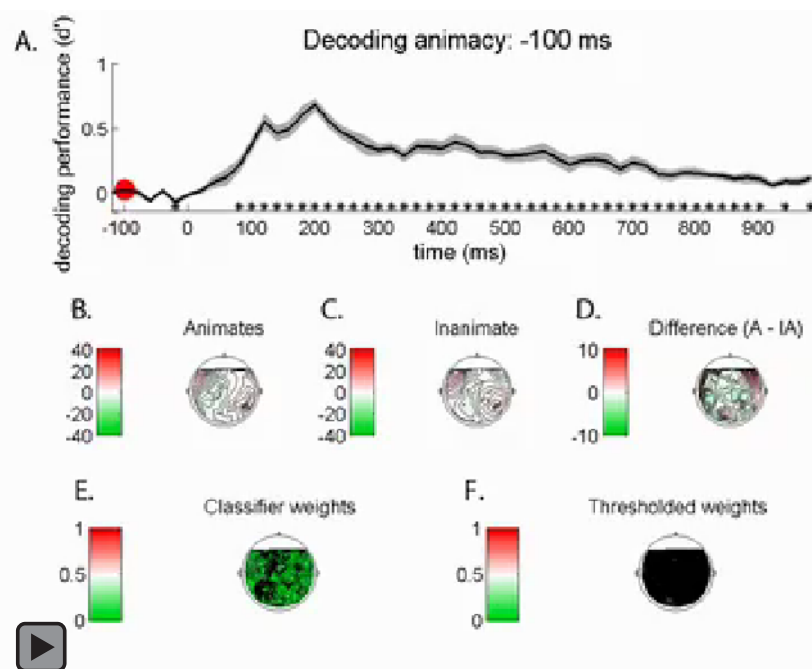 A.
Decoding animacy: -100 ms
decoding performance (d')
1
0.5
0
-100 0 100 200 300 400 500 600 700 800 900
time (ms)
B. C. D.
Animates Inanimate Difference (A - IA)
40 40 10
20 20
0 0 0
-20 -20
-40 -40 -10
E. F.
Classifier weights Thresholded weights
1 1
0.5 0.5
0 0